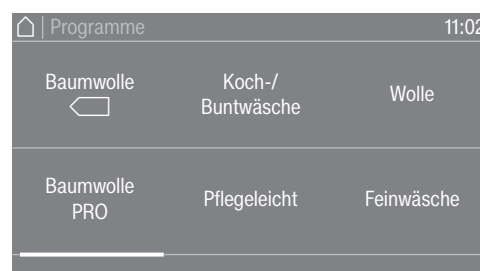 Programme
11:02
Baumwolle
Koch-/
Buntwäsche
Wolle
Baumwolle
PRO
Pflegeleicht
Feinwäsche